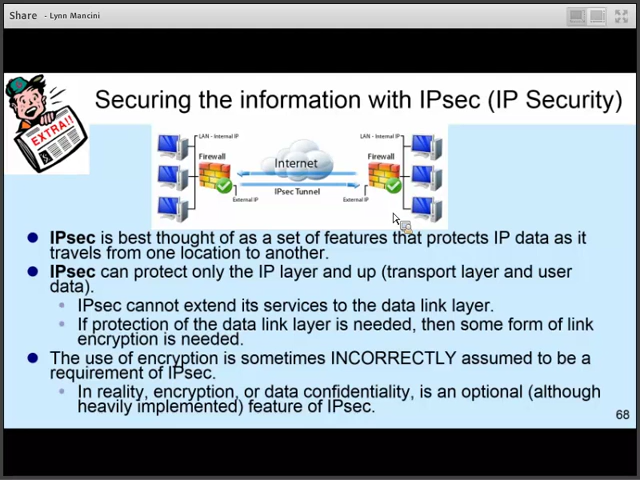 Share - Lynn Mancini
EXTRA!!
Securing the information with IPsec (IP Security)
LAN - Internal IP
LAN - Internal IP
Firewall
Internet
Firewall
IPsec Tunnel
External IP
External IP
IPsec is best thought of as a set of features that protects IP data as it
travels from one location to another.
IPsec can protect only the IP layer and up (transport layer and user
data).
IPsec cannot extend its services to the data link layer.
If protection of the data link layer is needed, then some form of link
encryption is needed.
The use of encryption is sometimes INCORRECTLY assumed to be a
requirement of IPsec.
In reality, encryption, or data confidentiality, is an optional (although
heavily implemented) feature of IPsec.
68